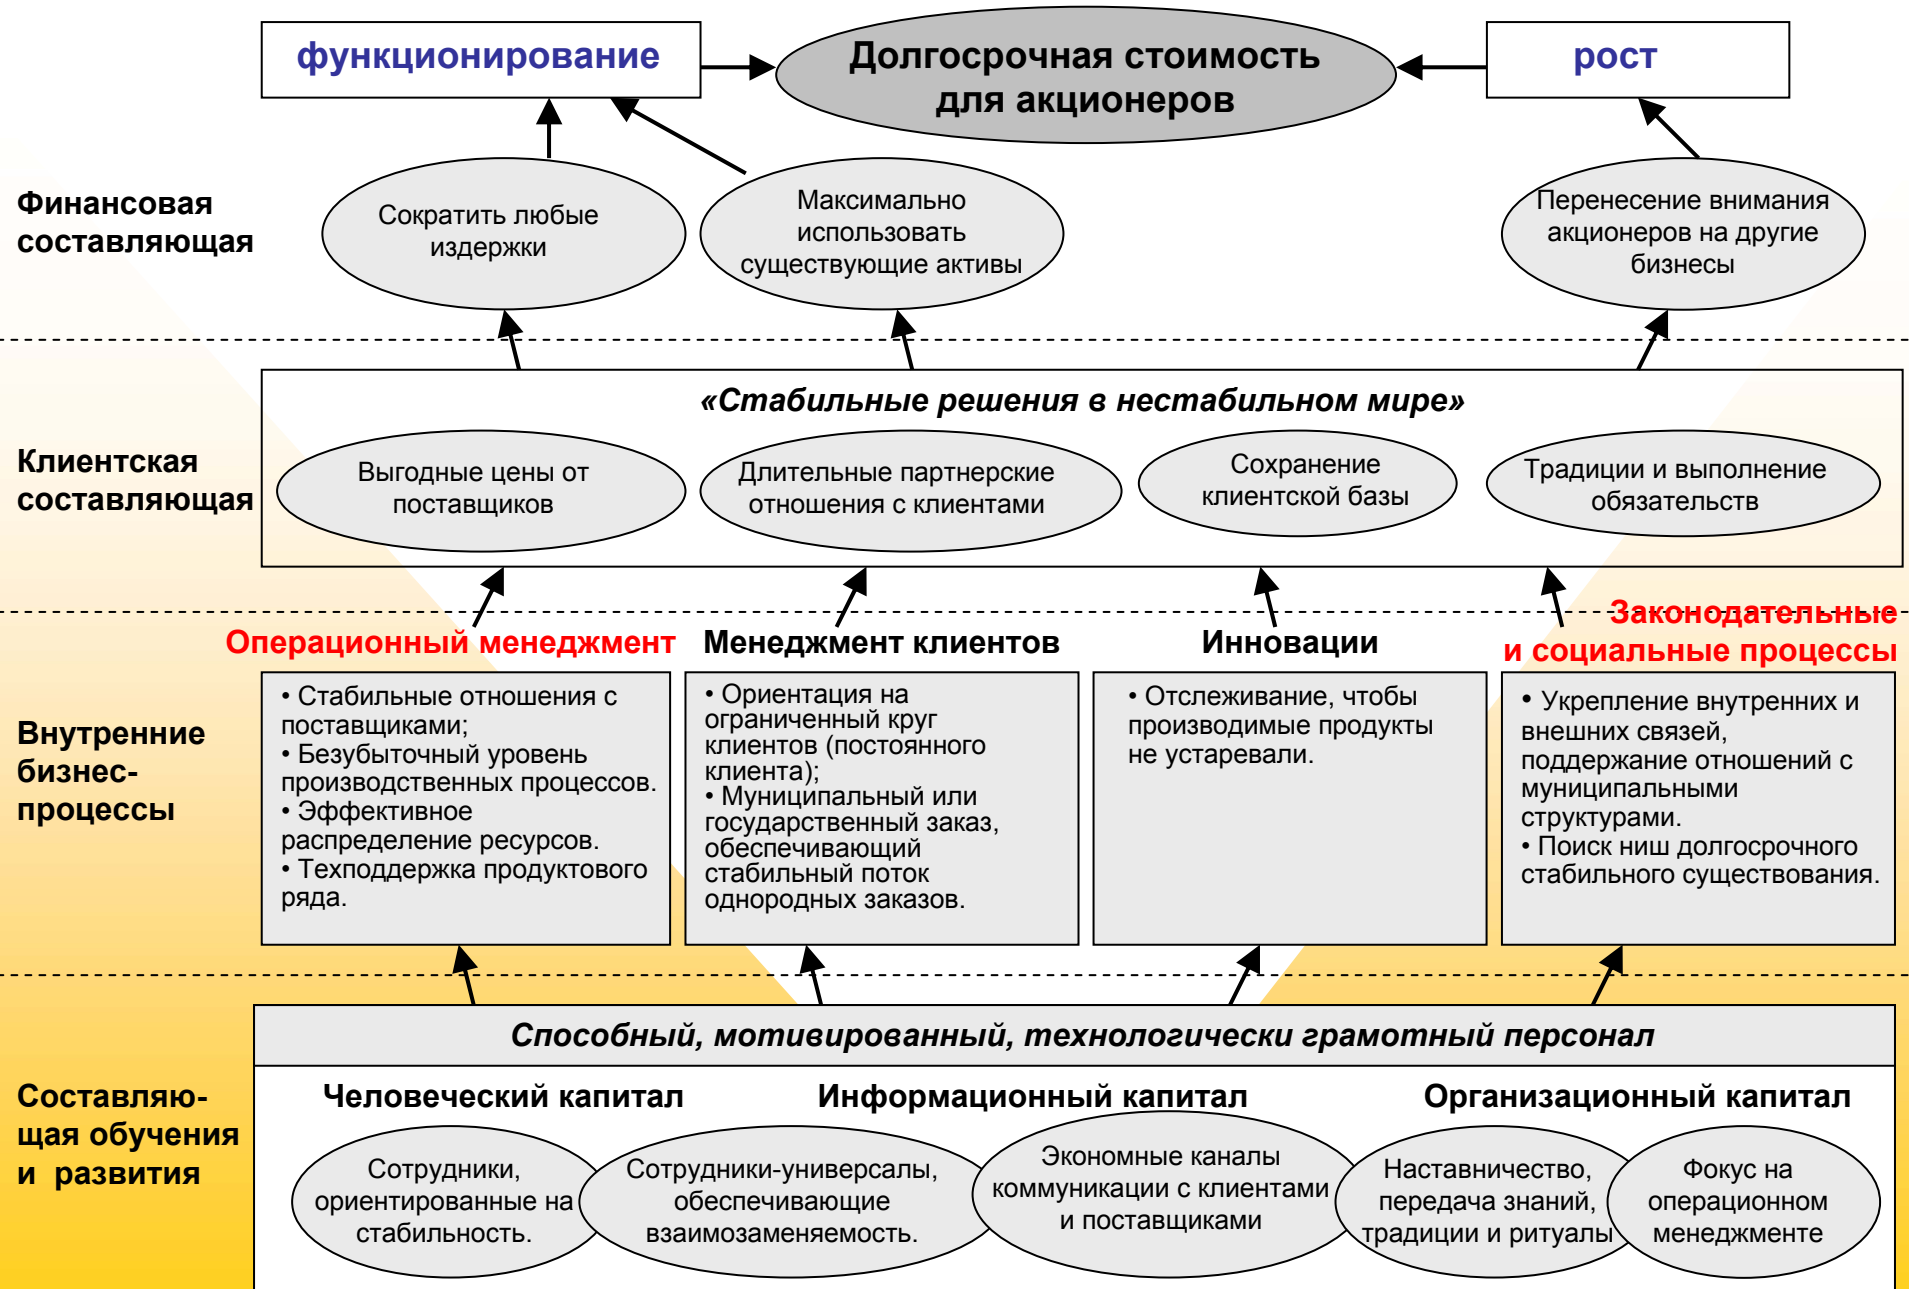 функционирование
Долгосрочная стоимость
для акционеров
рост
Финансовая
составляющая
Сократить любые
издержки
Максимально
использовать
существующие активы
Перенесение внимания
акционеров на другие
бизнесы
Клиентская
составляющая
«Стабильные решения в нестабильном мире»
Выгодные цены от
поставщиков
Длительные партнерские
отношения с клиентами
Сохранение
клиентской базы
Традиции и выполнение
обязательств
Внутренние
бизнес-
процессы
Операционный менеджмент
• Стабильные отношения с
поставщиками;
• Безубыточный уровень
производственных процессов.
• Эффективное
распределение ресурсов.
• Техподдержка продуктового
ряда.
Менеджмент клиентов
• Ориентация на
ограниченный круг
клиентов (постоянного
клиента);
• Муниципальный или
государственный заказ,
обеспечивающий
стабильный поток
однородных заказов.
Инновации
• Отслеживание, чтобы
производимые продукты
не устаревали.
Законодательные
и социальные процессы
• Укрепление внутренних и
внешних связей,
поддержание отношений с
муниципальными
структурами.
• Поиск ниш долгосрочного
стабильного существования.
Составляю-
щая обучения
и развития
Способный, мотивированный, технологически грамотный персонал
Человеческий капитал
Информационный капитал
Организационный капитал
Сотрудники,
ориентированные на
стабильность.
Сотрудники-универсалы,
обеспечивающие
взаимозаменяемость.
Экономные каналы
коммуникации с клиентами
и поставщиками
Наставничество,
передача знаний,
традиции и ритуалы
Фокус на
операционном
менеджменте